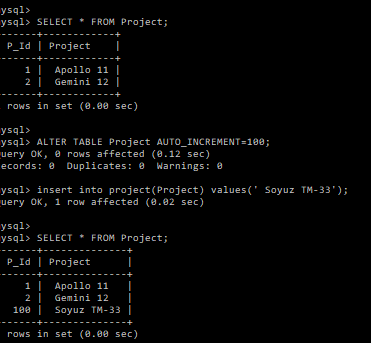 ysql>
ysql> SELECT * FROM Project;
------+------------+
P_Id | Project    |
------+------------+
   1 |  Apollo 11 |
   2 |  Gemini 12 |
------+------------+
rows in set (0.00 sec)
ysql>
ysql> ALTER TABLE Project AUTO_INCREMENT=100;
uery OK, 0 rows affected (0.12 sec)
ecords: 0  Duplicates: 0  Warnings: 0
ysql> insert into project(Project) values(' Soyuz TM-33');
uery OK, 1 row affected (0.02 sec)
ysql> SELECT * FROM Project;
------+--------------+
P_Id | Project      |
------+--------------+
   1 |  Apollo 11   |
   2 |  Gemini 12   |
 100 |  Soyuz TM-33 |
------+--------------+
rows in set (0.00 sec)